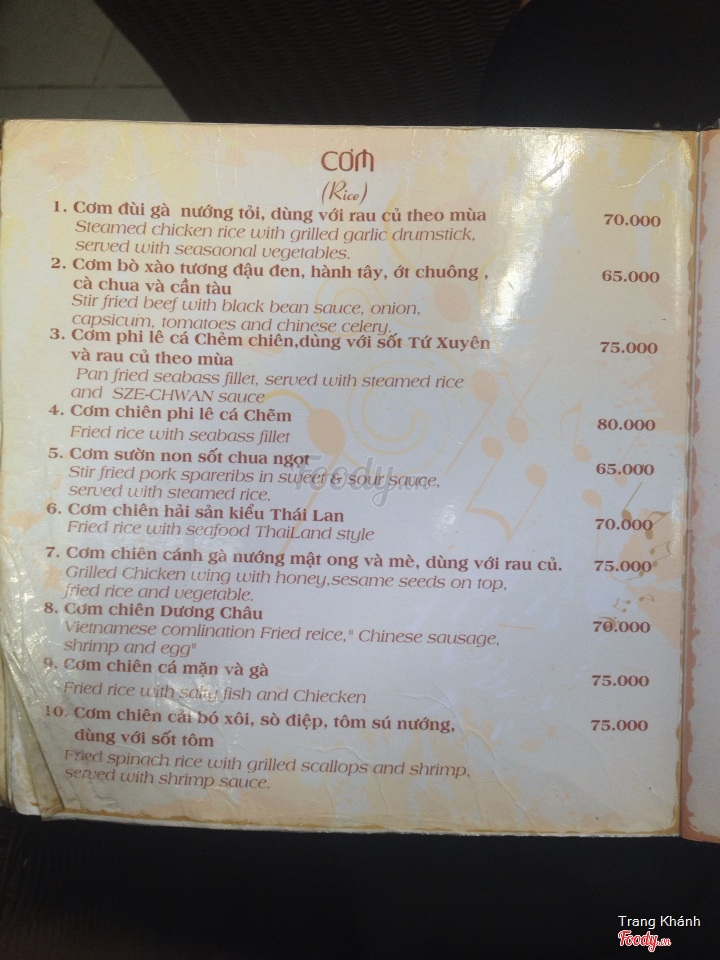 CƠM
(Rice)
1. Cơm đùi gà nướng tỏi, dùng với rau củ theo mùa 70.000
Steamed chicken rice with grilled garlic drumstick,
served with seasaonal vegetables.
2. Cơm bò xào tương đậu đen, hành tây, ớt chuông , 65.000
cà chua và cần tàu
Stir fried beef with black bean sauce, onion,
capsicum, tomatoes and chinese celery.
3. Cơm phi lê cá Chẻm chiên,dùng với sốt Tứ Xuyên 75.000
và rau củ theo mùa
Pan fried seabass fillet, served with steamed rice
and SZE-CHWAN sauce
4. Cơm chiên phi lê cá Chẽm 80.000
Fried rice with seabass fillet
5. Cơm sườn non sốt chua ngọt 65.000
Stir fried pork spareribs in sweet & sour sauce,
served with steamed rice.
6. Cơm chiên hải sản kiểu Thái Lan 70.000
Fried rice with seafood ThaiLand style
7. Cơm chiên cánh gà nướng mật ong và mè, dùng với rau củ. 75.000
Grilled Chicken wing with honey,sesame seeds on top,
fried rice and vegetable.
8. Cơm chiên Dương Châu 70.000
Vietnamese comlination Fried reice," Chinese sausage,
shrimp and egg"
9. Cơm chiên cá mặn và gà 75.000
Fried rice with salty fish and Chiecken
10. Cơm chiên cải bó xôi, sò điệp, tôm sú nướng, 75.000
dùng với sốt tôm
Fried spinach rice with grilled scallops and shrimp,
served with shrimp sauce.
Foody.vn
Trang Khánh
Foody.vn